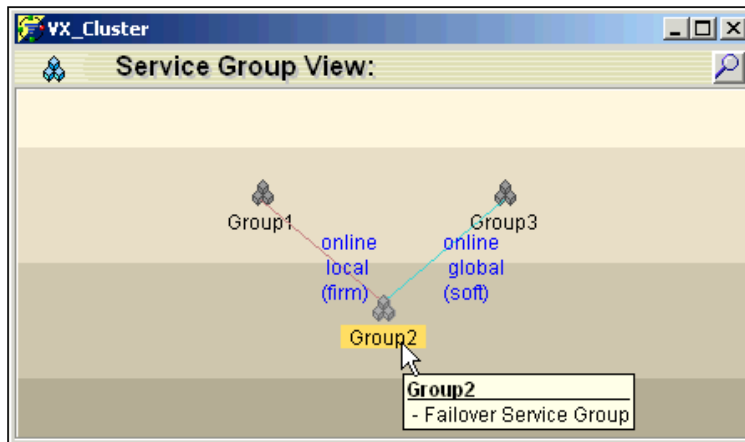 VX_Cluster
Service Group View:
Group1
Group3
online
local
(firm)
online
global
(soft)
Group2
Group2
- Failover Service Group